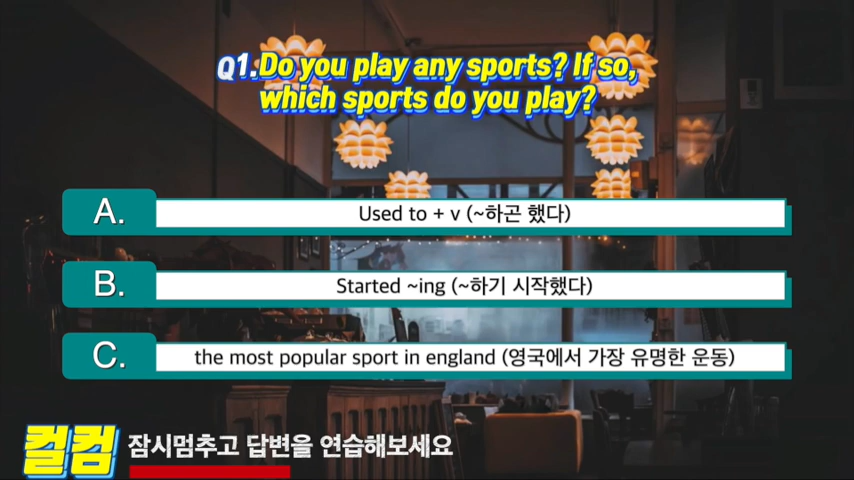 Q1.Do you play any sports? If so,
which sports do you play?
A. Used to + v (~하곤 했다)
B. Started ~ing (~하기 시작했다)
C. the most popular sport in england (영국에서 가장 유명한 운동)
컬컴 잠시멈추고 답변을 연습해보세요